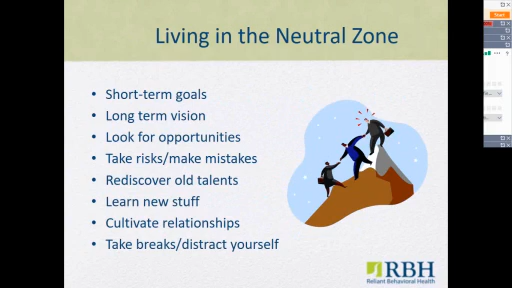 Living in the Neutral Zone
• Short-term goals
• Long term vision
• Look for opportunities
• Take risks/make mistakes
• Rediscover old talents
• Learn new stuff
• Cultivate relationships
• Take breaks/distract yourself
RBH
Reliant Behavioral Health
Start